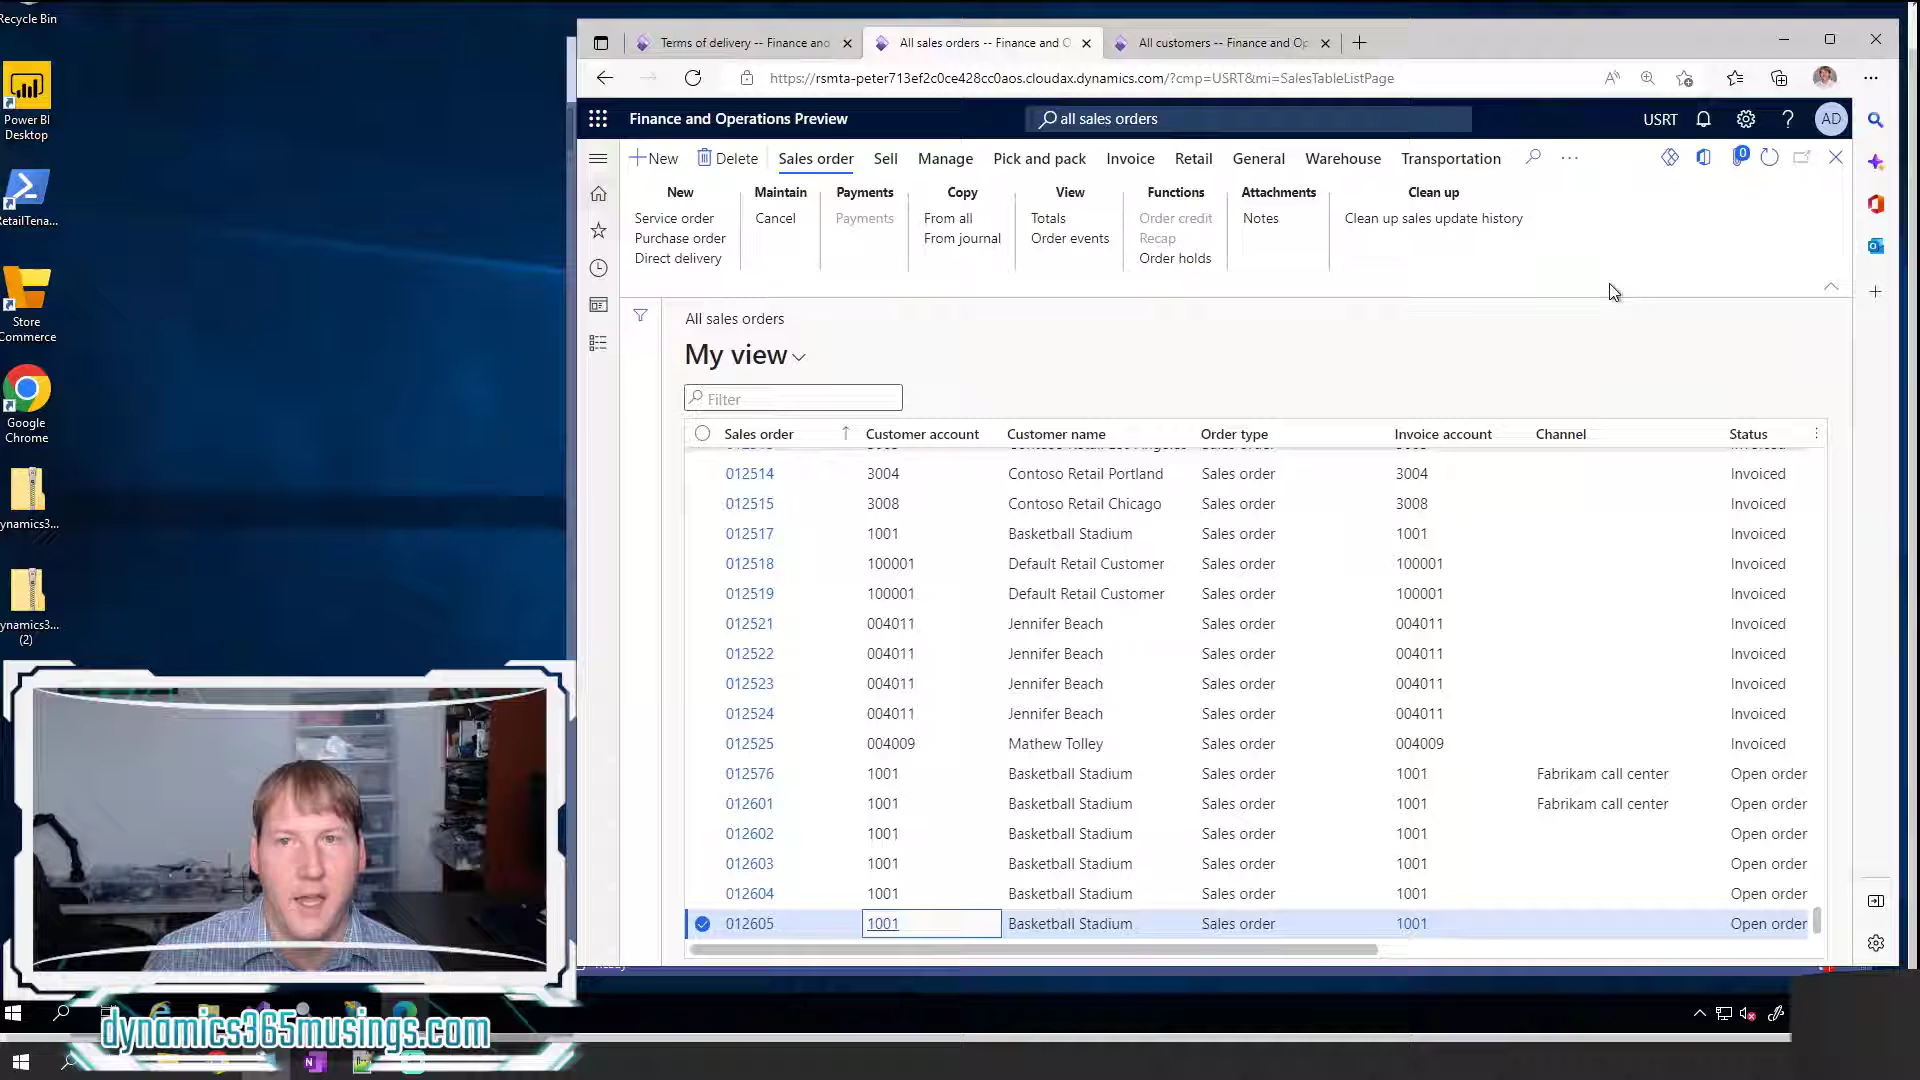 Recycle Bin
Power BI
Desktop
RetailTena...
Store
Commerce
Google
Chrome
ynamics3...
ynamics3...
(2)
dynamics365musings.com
Terms of delivery -- Finance and
All sales orders -- Finance and O
All customers -- Finance and Op
https://rsmta-peter713ef2c0ce428cc0aos.cloudax.dynamics.com/?cmp=USRT&mi=SalesTableListPage
Finance and Operations Preview
all sales orders
USRT
AD
New
Delete
Sales order
Sell
Manage
Pick and pack
Invoice
Retail
General
Warehouse
Transportation
0
New
Service order
Purchase order
Direct delivery
Maintain
Cancel
Payments
Payments
Copy
From all
From journal
View
Totals
Order events
Functions
Order credit
Recap
Order holds
Attachments
Notes
Clean up
Clean up sales update history
All sales orders
My view
Filter
Sales order Customer account Customer name Order type Invoice account Channel Status
012514 3004 Contoso Retail Portland Sales order 3004 Invoiced
012515 3008 Contoso Retail Chicago Sales order 3008 Invoiced
012517 1001 Basketball Stadium Sales order 1001 Invoiced
012518 100001 Default Retail Customer Sales order 100001 Invoiced
012519 100001 Default Retail Customer Sales order 100001 Invoiced
012521 004011 Jennifer Beach Sales order 004011 Invoiced
012522 004011 Jennifer Beach Sales order 004011 Invoiced
012523 004011 Jennifer Beach Sales order 004011 Invoiced
012524 004011 Jennifer Beach Sales order 004011 Invoiced
012525 004009 Mathew Tolley Sales order 004009 Invoiced
012576 1001 Basketball Stadium Sales order 1001 Fabrikam call center Open order
012601 1001 Basketball Stadium Sales order 1001 Fabrikam call center Open order
012602 1001 Basketball Stadium Sales order 1001 Open order
012603 1001 Basketball Stadium Sales order 1001 Open order
012604 1001 Basketball Stadium Sales order 1001 Open order
012605 1001 Basketball Stadium Sales order 1001 Open order